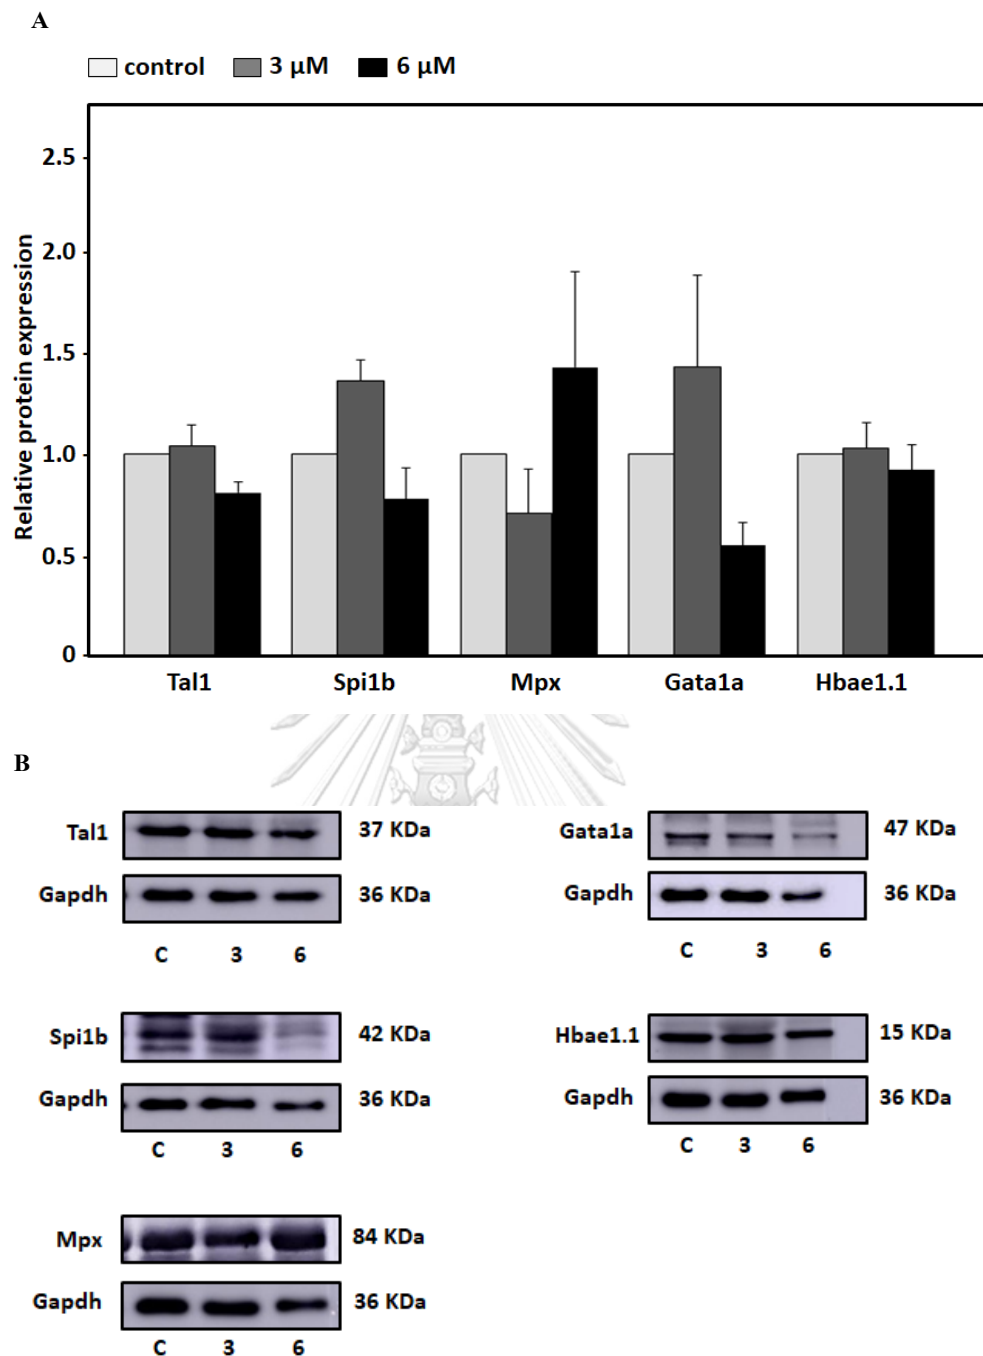 A
control 3 µM 6 µM
Relative protein expression
2.5
2.0
1.5
1.0
0.5
0
Tal1 Spi1b Mpx Gata1a Hbae1.1
B
Tal1 37 KDa
Gapdh 36 KDa
C 3 6
Gata1a 47 KDa
Gapdh 36 KDa
C 3 6
Spi1b 42 KDa
Gapdh 36 KDa
C 3 6
Hbae1.1 15 KDa
Gapdh 36 KDa
C 3 6
Mpx 84 KDa
Gapdh 36 KDa
C 3 6